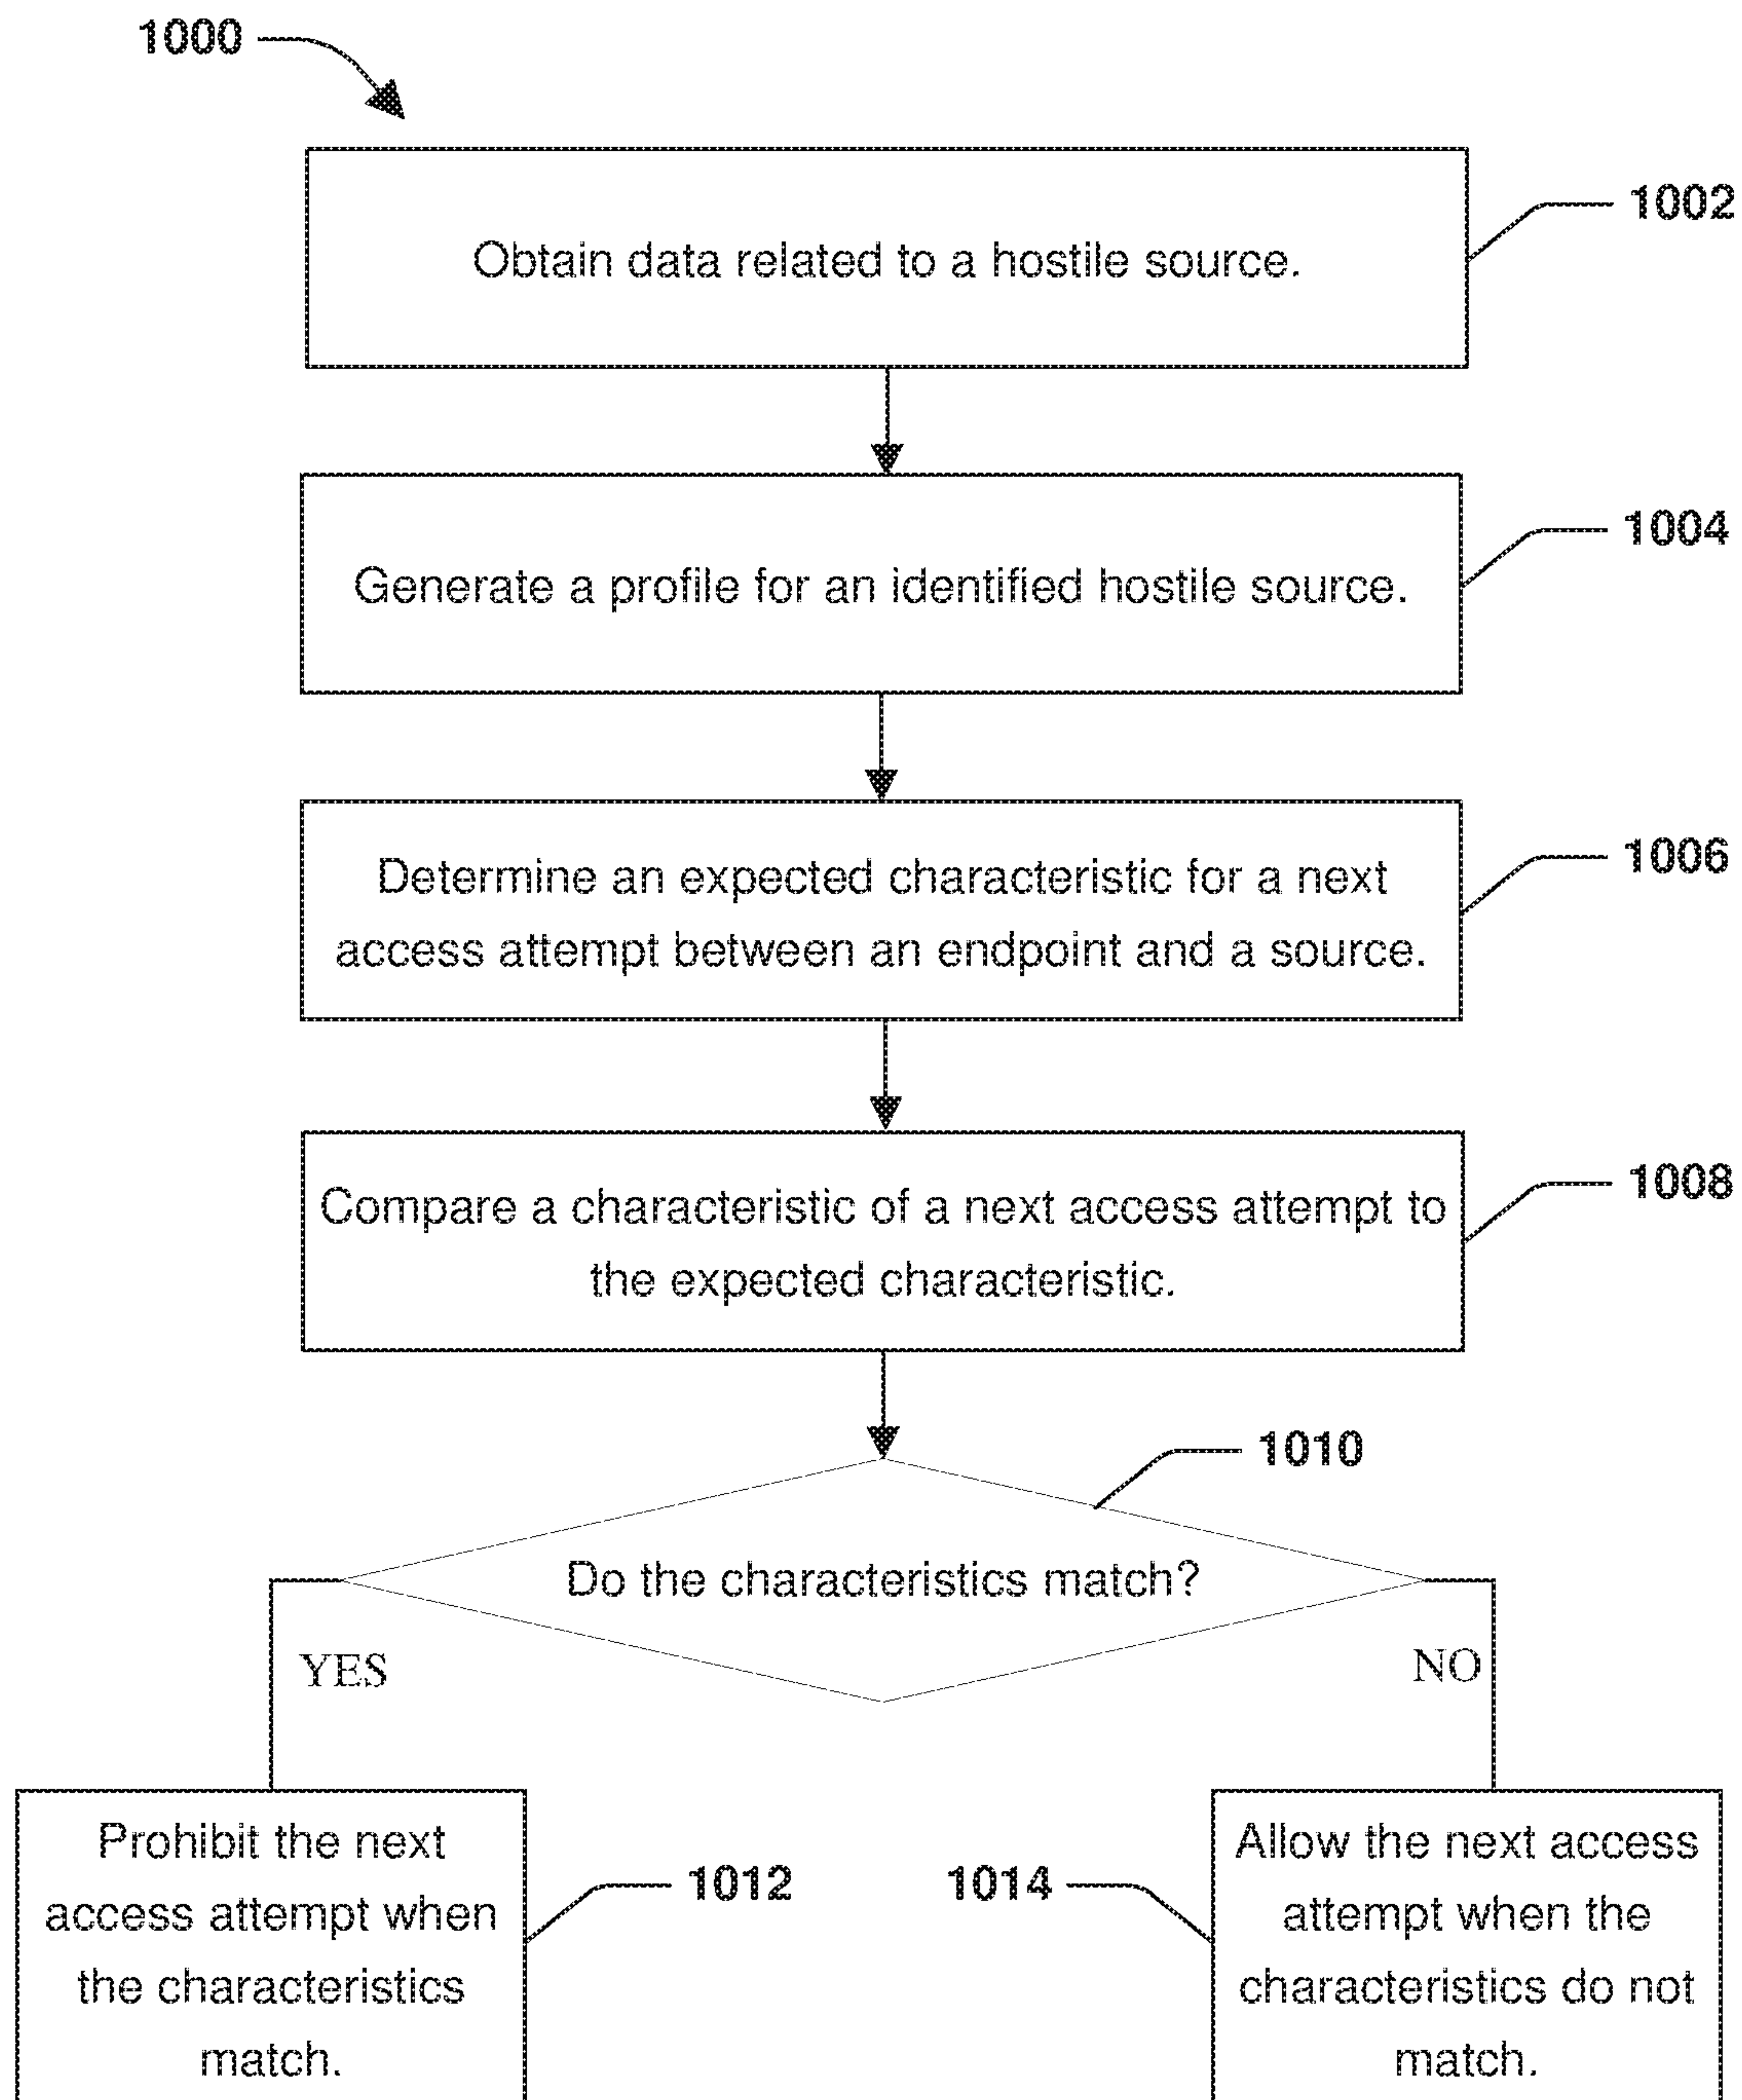 1000
Obtain data related to a hostile source.
1002
Generate a profile for an identified hostile source.
1004
Determine an expected characteristic for a next
access attempt between an endpoint and a source.
1006
Compare a characteristic of a next access attempt to
the expected characteristic.
1008
1010
Do the characteristics match?
YES
NO
Prohibit the next
access attempt when
the characteristics
match.
1012
1014
Allow the next access
attempt when the
characteristics do not
match.